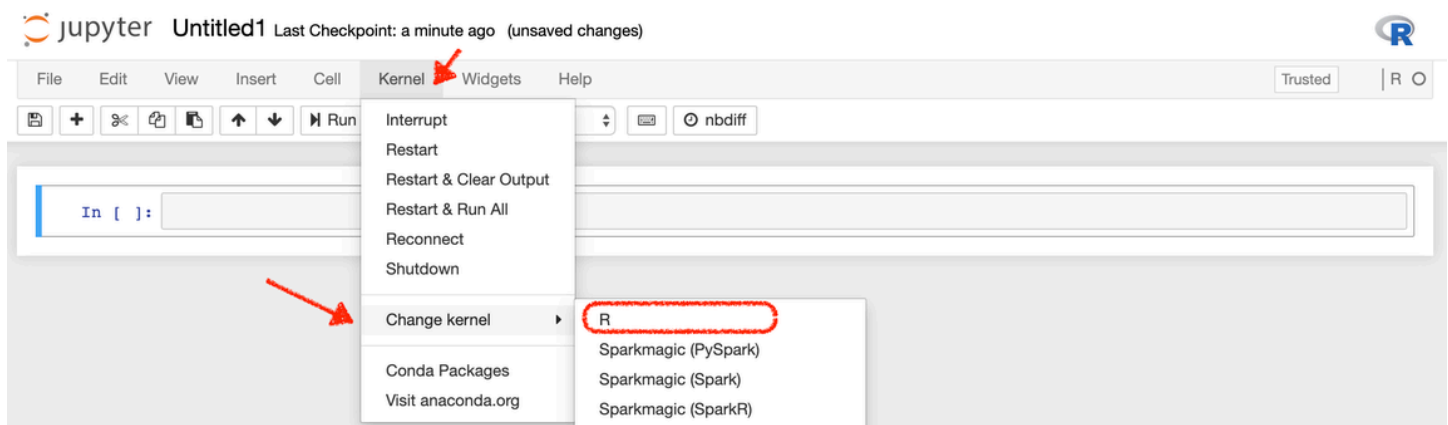 jupyter Untitled1 Last Checkpoint: a minute ago (unsaved changes)
R
File Edit View Insert Cell Kernel Widgets Help Trusted R
Run nbdiff
Interrupt
Restart
Restart & Clear Output
Restart & Run All
Reconnect
Shutdown
In [ ]:
Change kernel
R
Sparkmagic (PySpark)
Sparkmagic (Spark)
Sparkmagic (SparkR)
Conda Packages
Visit anaconda.org